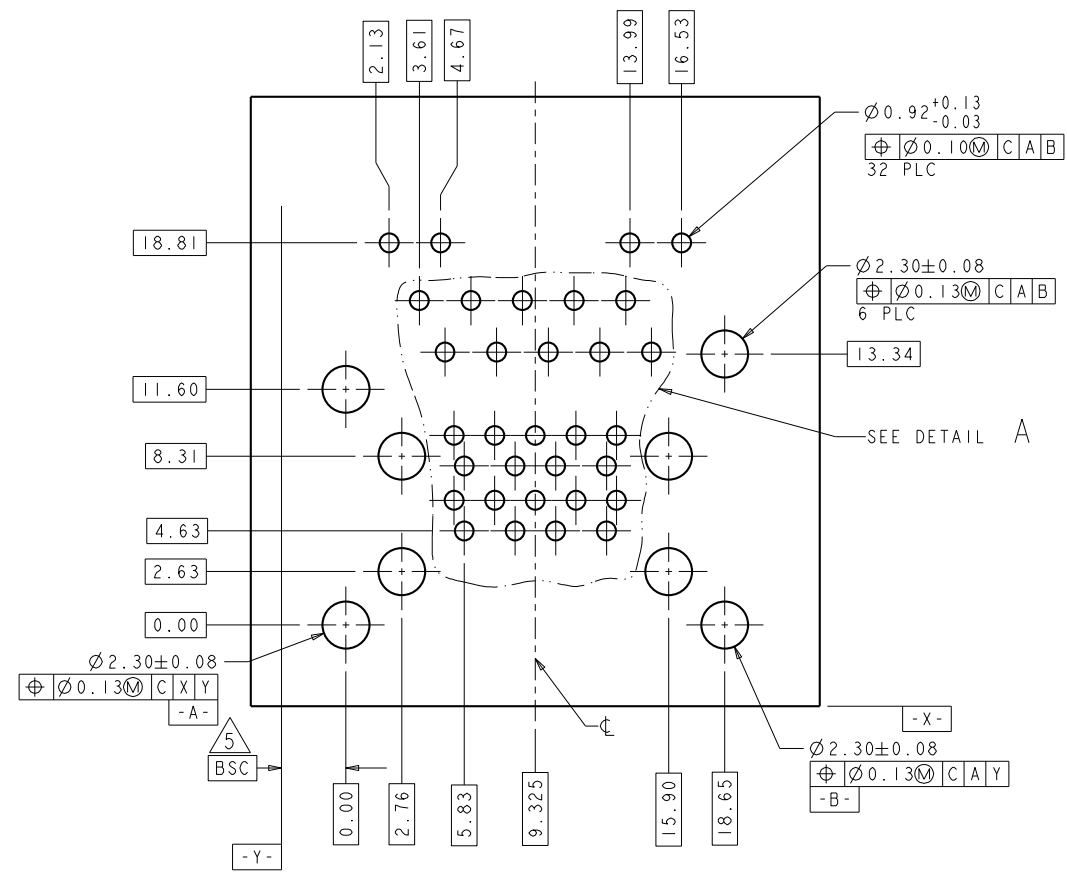 2.13
3.61
4.67
13.99
16.53
Ø0.92 +0.13 -0.03
⌖ Ø0.10Ⓜ C A B
32 PLC
18.81
Ø2.30±0.08
⌖ Ø0.13Ⓜ C A B
6 PLC
13.34
11.60
SEE DETAIL A
8.31
4.63
2.63
0.00
Ø2.30±0.08
⌖ Ø0.13Ⓜ C X Y
-A-
℄
-X-
5
BSC
Ø2.30±0.08
⌖ Ø0.13Ⓜ C A Y
-B-
0.00
2.76
5.83
9.325
15.90
18.65
-Y-